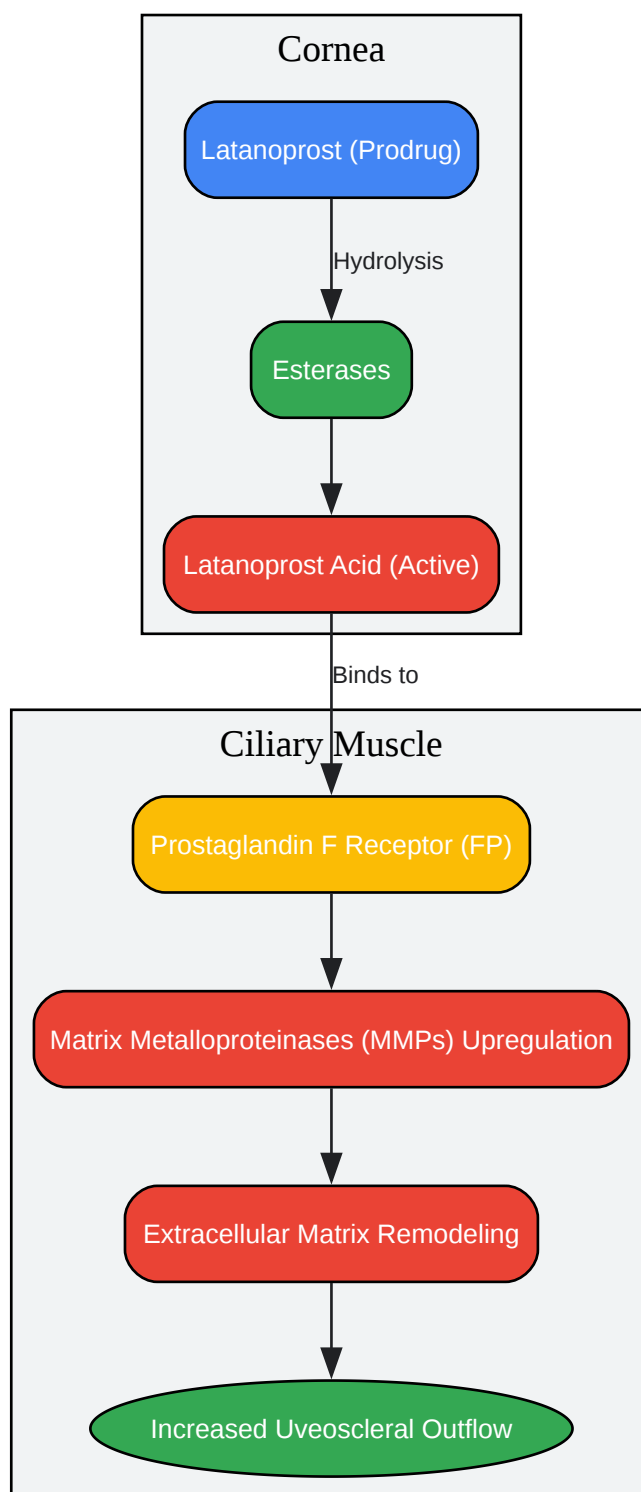 Cornea
Latanoprost (Prodrug)
Hydrolysis
Esterases
Latanoprost Acid (Active)
Binds to
Ciliary Muscle
Prostaglandin F Receptor (FP)
Matrix Metalloproteinases (MMPs) Upregulation
Extracellular Matrix Remodeling
Increased Uveoscleral Outflow